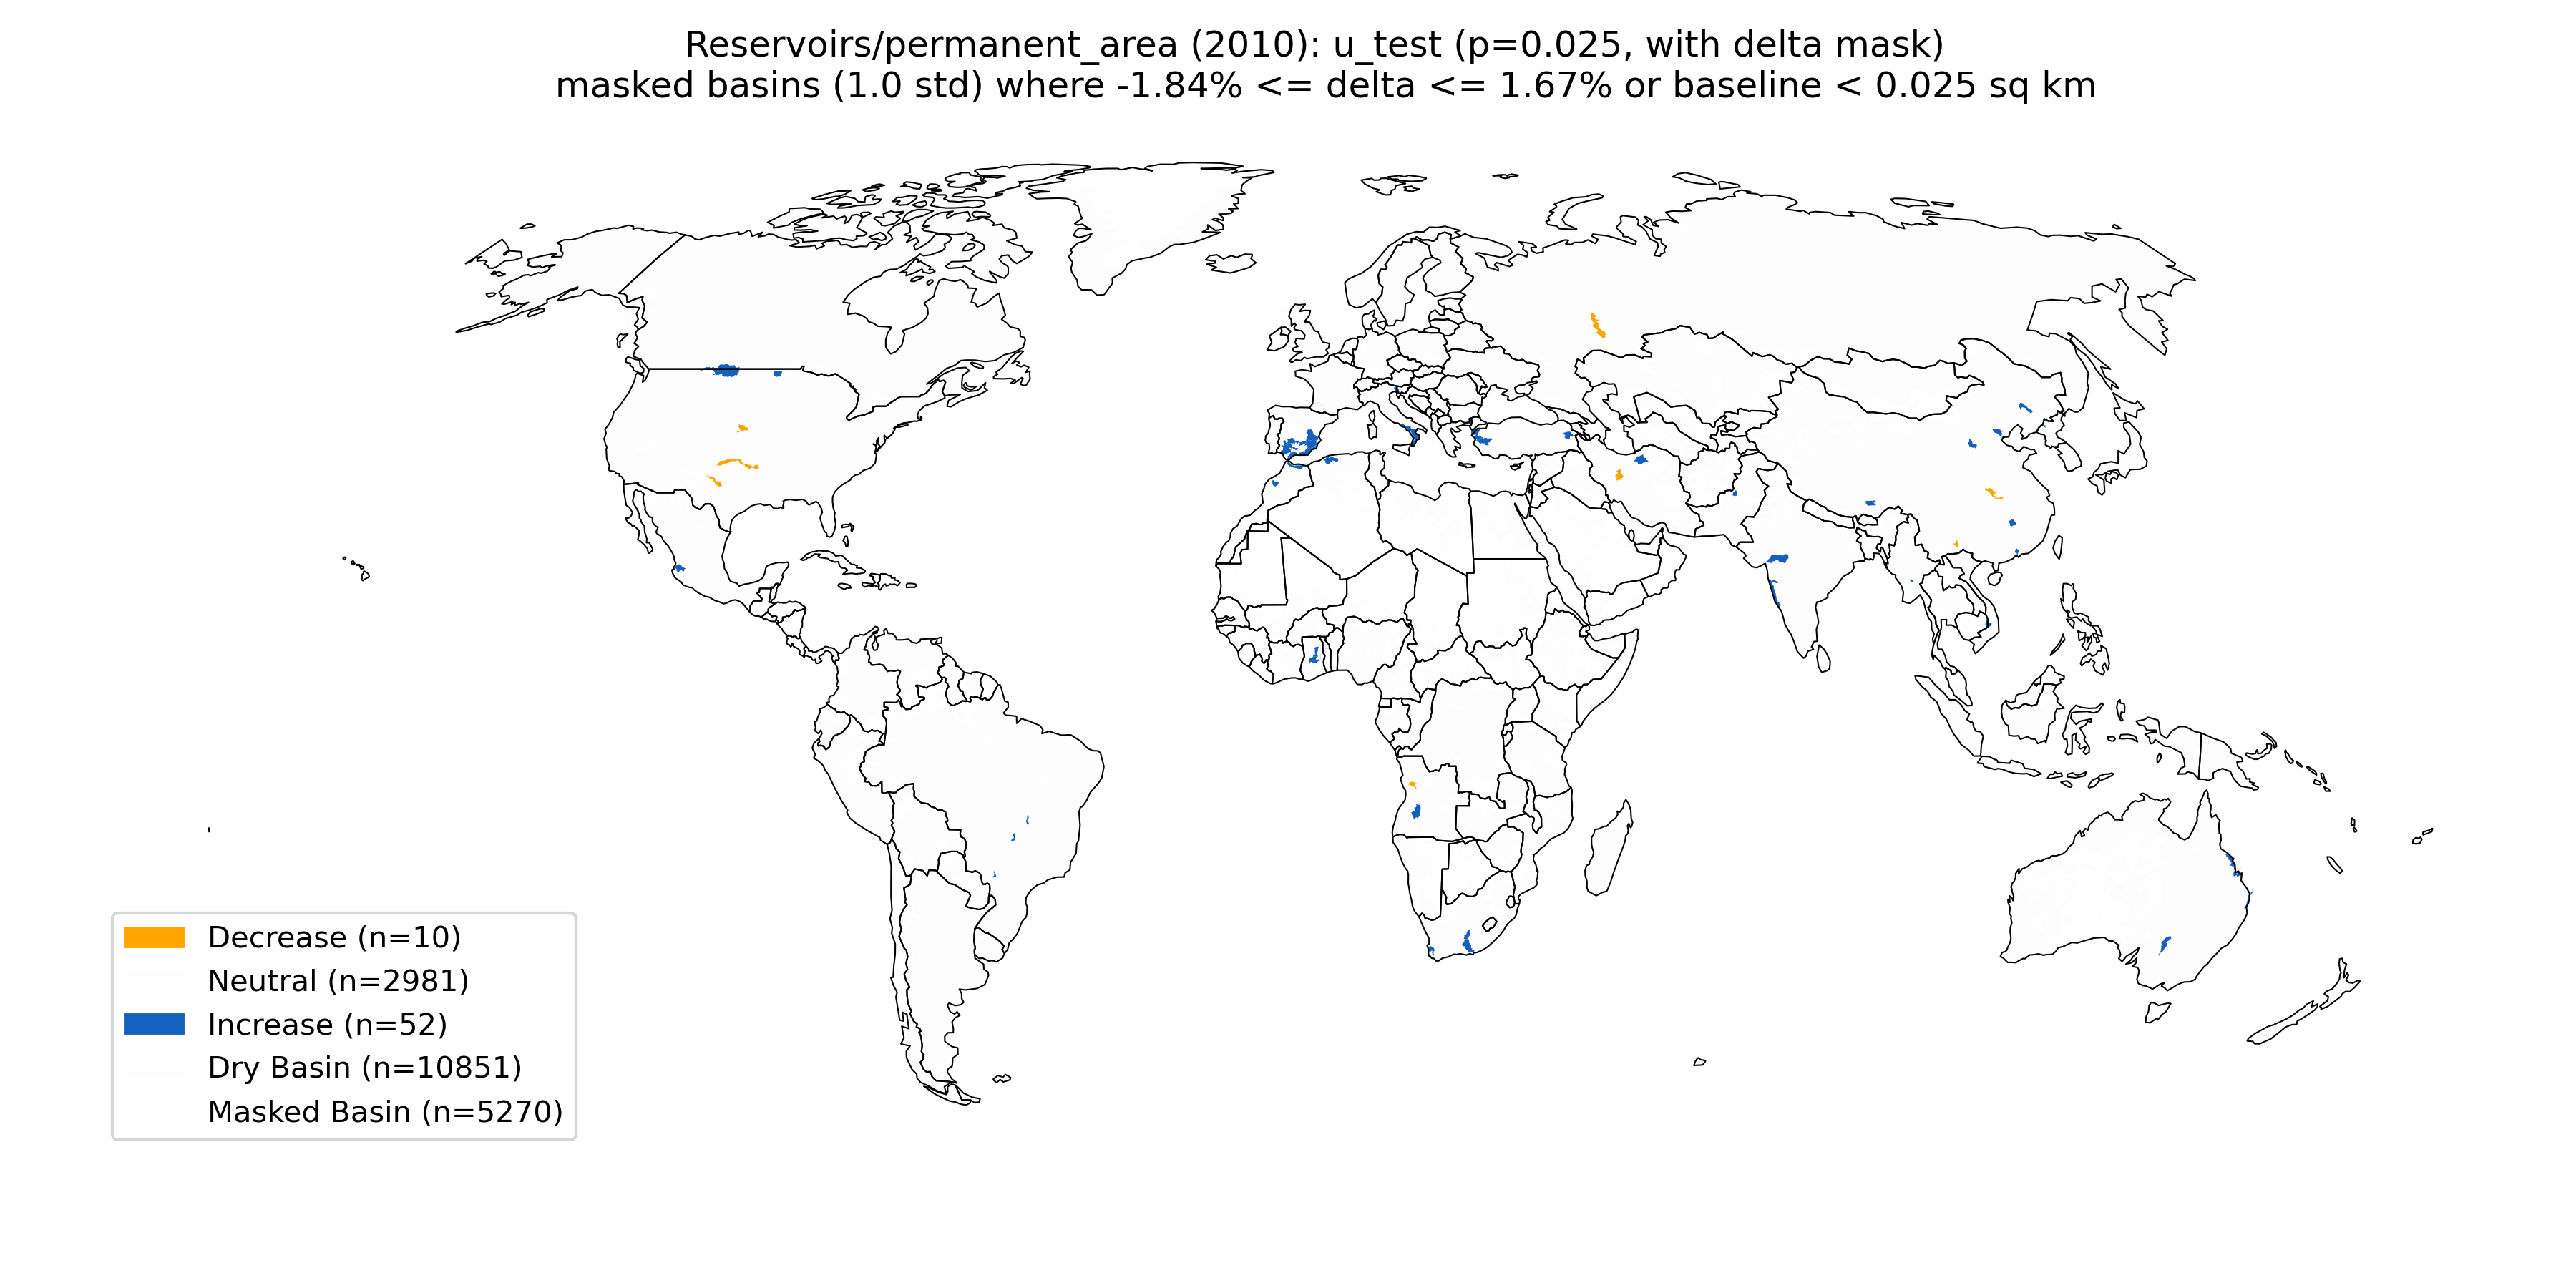 Reservoirs/permanent_area (2010): u_test (p=0.025, with delta mask)
masked basins (1.0 std) where -1.84% <= delta <= 1.67% or baseline < 0.025 sq km
Decrease (n=10)
Neutral (n=2981)
Increase (n=52)
Dry Basin (n=10851)
Masked Basin (n=5270)